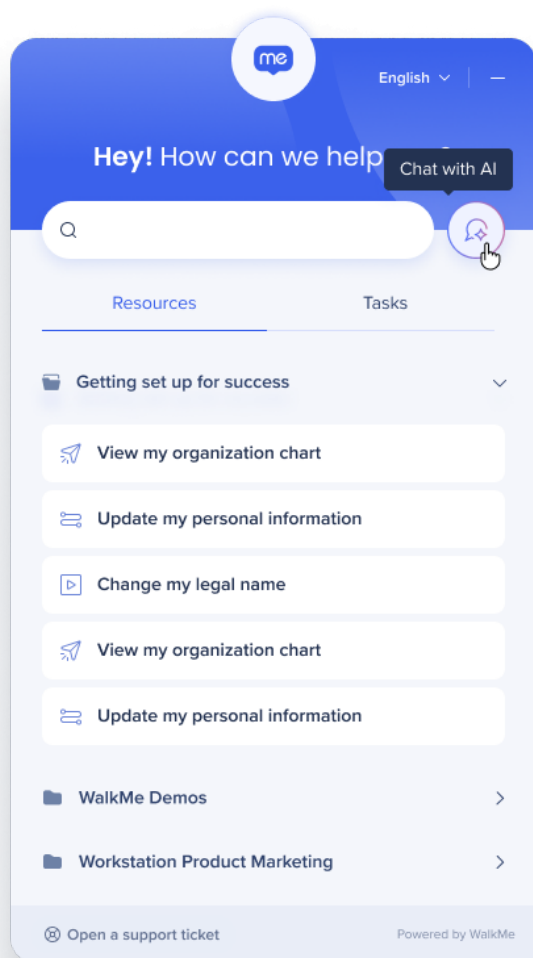 me
English
Hey! How can we help
Chat with AI
Resources
Tasks
Getting set up for success
View my organization chart
Update my personal information
Change my legal name
View my organization chart
Update my personal information
WalkMe Demos
Workstation Product Marketing
Open a support ticket
Powered by WalkMe